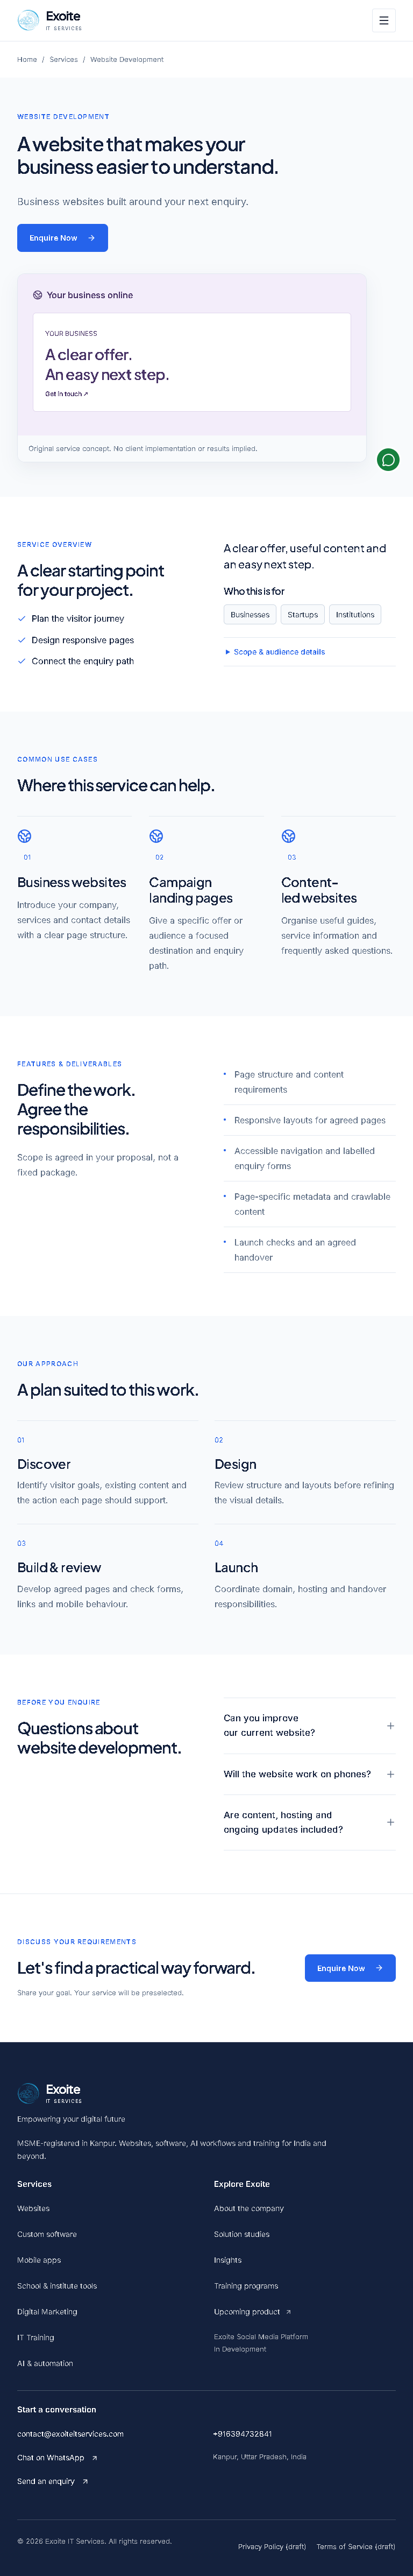 Exoite
IT SERVICES
Home / Services / Website Development
WEBSITE DEVELOPMENT
A website that makes your
business easier to understand.
Business websites built around your next enquiry.
Enquire Now →
Your business online
YOUR BUSINESS
A clear offer.
An easy next step.
Get in touch ↗
Original service concept. No client implementation or results implied.
SERVICE OVERVIEW
A clear starting point
for your project.
Plan the visitor journey
Design responsive pages
Connect the enquiry path
A clear offer, useful content and
an easy next step.
Who this is for
Businesses
Startups
Institutions
Scope & audience details
COMMON USE CASES
Where this service can help.
01
Business websites
Introduce your company,
services and contact details
with a clear page structure.
02
Campaign
landing pages
Give a specific offer or
audience a focused
destination and enquiry
path.
03
Content-
led websites
Organise useful guides,
service information and
frequently asked questions.
FEATURES & DELIVERABLES
Define the work.
Agree the
responsibilities.
Scope is agreed in your proposal, not a
fixed package.
Page structure and content
requirements
Responsive layouts for agreed pages
Accessible navigation and labelled
enquiry forms
Page-specific metadata and crawlable
content
Launch checks and an agreed
handover
OUR APPROACH
A plan suited to this work.
01
Discover
Identify visitor goals, existing content and
the action each page should support.
02
Design
Review structure and layouts before refining
the visual details.
03
Build & review
Develop agreed pages and check forms,
links and mobile behaviour.
04
Launch
Coordinate domain, hosting and handover
responsibilities.
BEFORE YOU ENQUIRE
Questions about
website development.
Can you improve
our current website?
Will the website work on phones?
Are content, hosting and
ongoing updates included?
DISCUSS YOUR REQUIREMENTS
Let's find a practical way forward.
Share your goal. Your service will be preselected.
Enquire Now →
Exoite
IT SERVICES
Empowering your digital future
MSME-registered in Kanpur. Websites, software, AI workflows and training for India and
beyond.
Services
Websites
Custom software
Mobile apps
School & institute tools
Digital Marketing
IT Training
AI & automation
Explore Exoite
About the company
Solution studies
Insights
Training programs
Upcoming product ↗
Exoite Social Media Platform
In Development
Start a conversation
contact@exoiteitservices.com
Chat on WhatsApp ↗
Send an enquiry ↗
+916394732841
Kanpur, Uttar Pradesh, India
© 2026 Exoite IT Services. All rights reserved.
Privacy Policy (draft)
Terms of Service (draft)